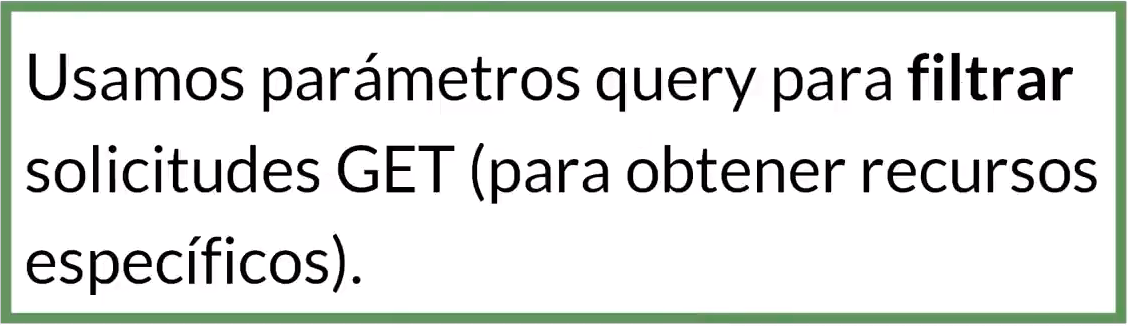 Usamos parámetros query para filtrar
solicitudes GET (para obtener recursos
específicos).